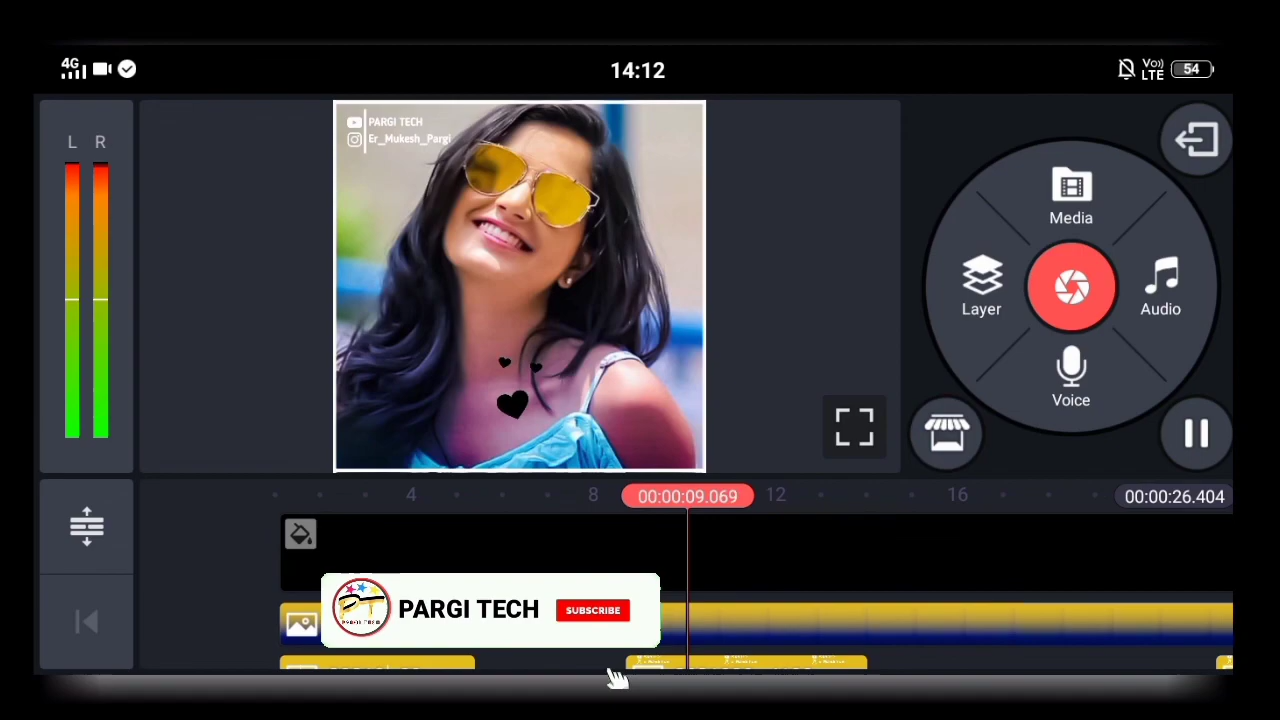 4G
14:12
Vo)) LTE
54
L R
PARGI TECH
Er_Mukesh_Pargi
Media
Layer
Audio
Voice
4
8
00:00:09.069
12
16
00:00:26.404
PARGI TECH
SUBSCRIBE